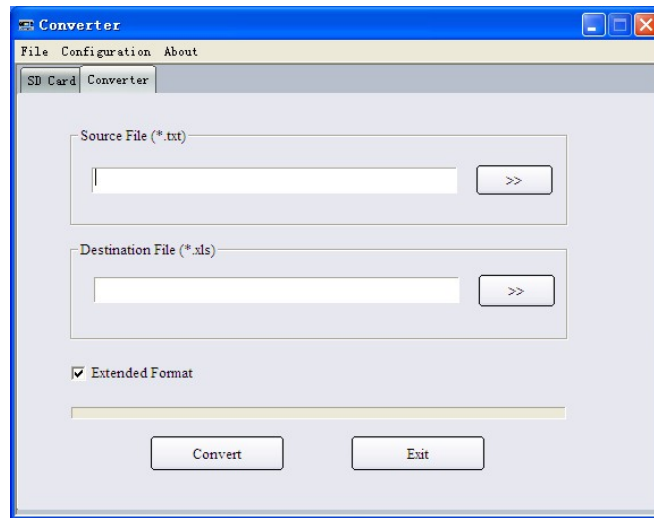 Converter
File Configuration About
SD Card Converter
Source File (*.txt)
>>
Destination File (*.xls)
>>
Extended Format
Convert Exit